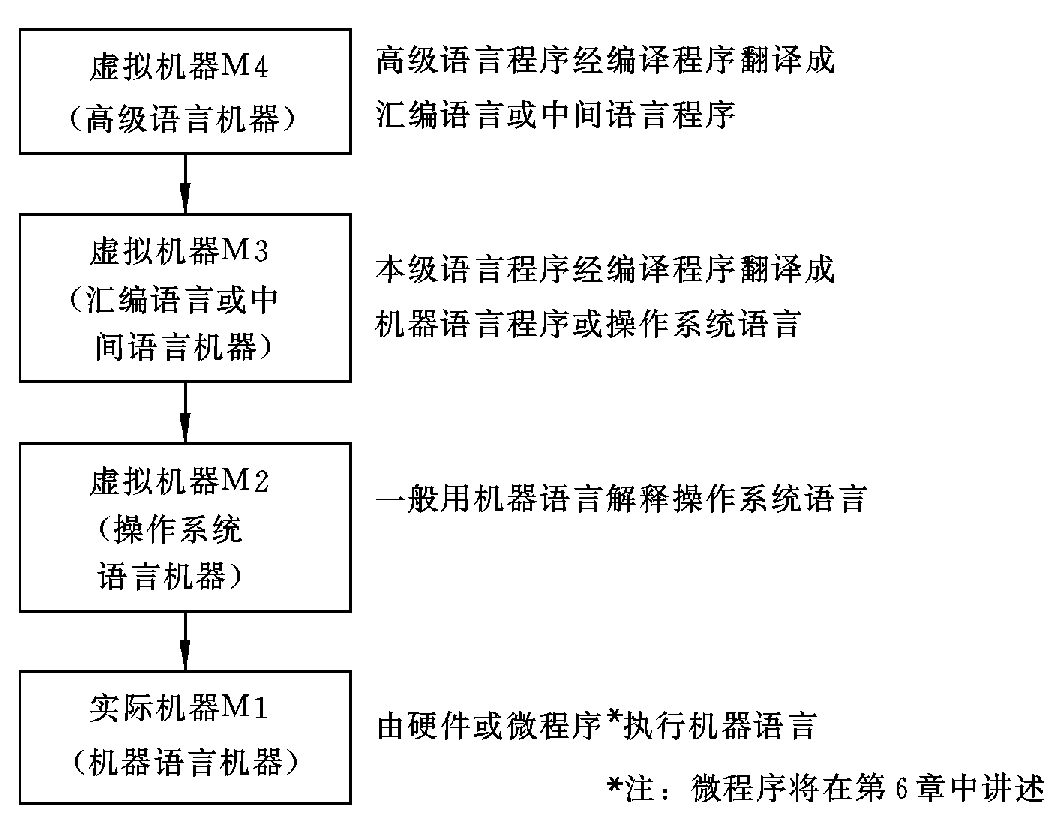 虚拟机器M4
（高级语言机器）
高级语言程序经编译程序翻译成
汇编语言或中间语言程序
虚拟机器M3
（汇编语言或中
间语言机器）
本级语言程序经编译程序翻译成
机器语言程序或操作系统语言
虚拟机器M2
（操作系统
语言机器）
一般用机器语言解释操作系统语言
实际机器M1
（机器语言机器）
由硬件或微程序*执行机器语言
*注：微程序将在第6章中讲述